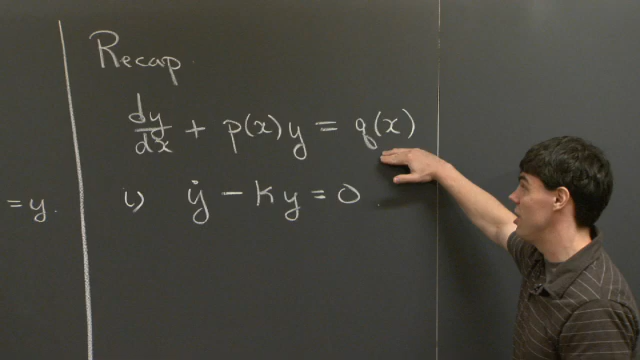 = y.
Recap
dy/dx + p(x)y = q(x)
i) ẏ - ky = 0